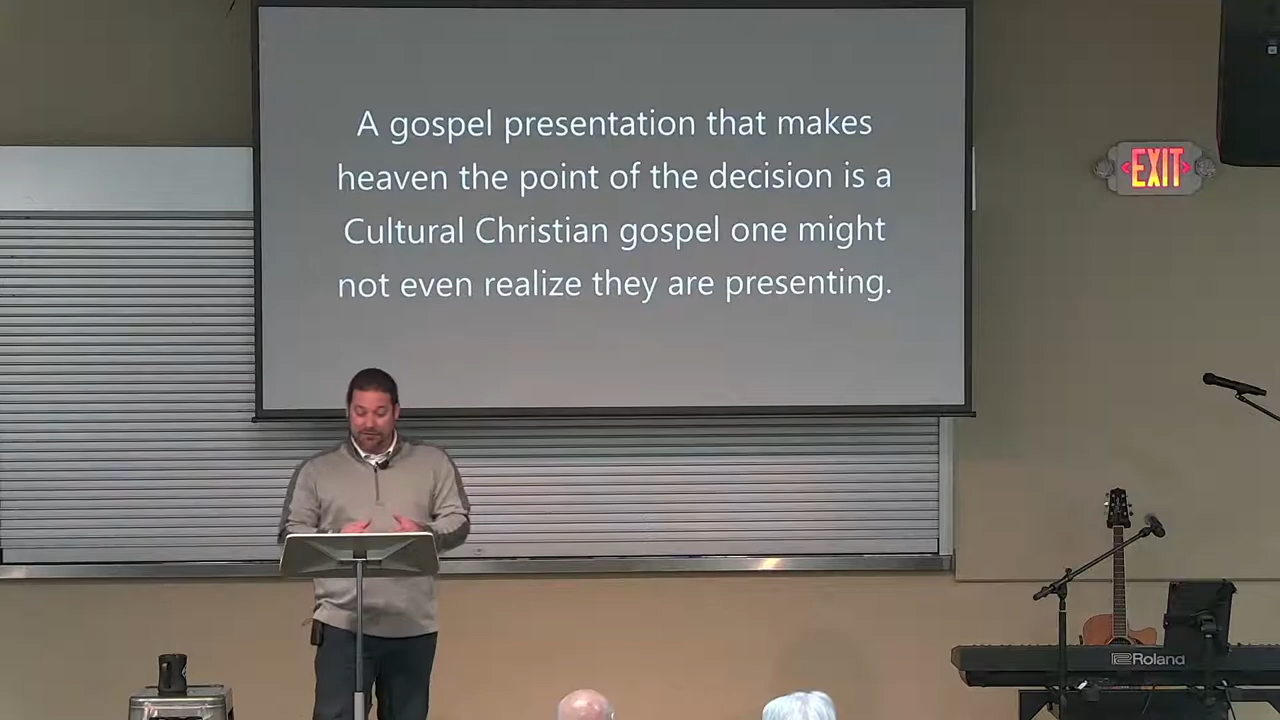 A gospel presentation that makes
heaven the point of the decision is a
Cultural Christian gospel one might
not even realize they are presenting.
EXIT
Roland